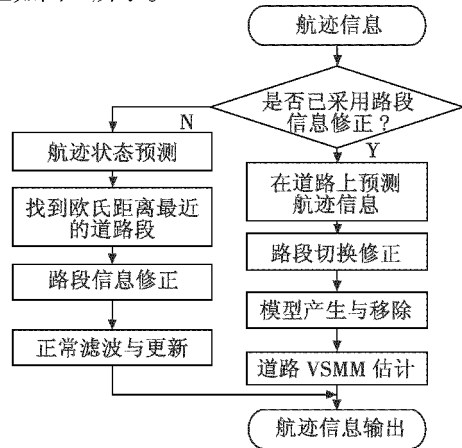 航迹信息
是否已采用路段
信息修正?
N
Y
航迹状态预测
找到欧氏距离最近
的道路段
路段信息修正
正常滤波与更新
在道路上预测
航迹信息
路段切换修正
模型产生与移除
道路 VSMM 估计
航迹信息输出